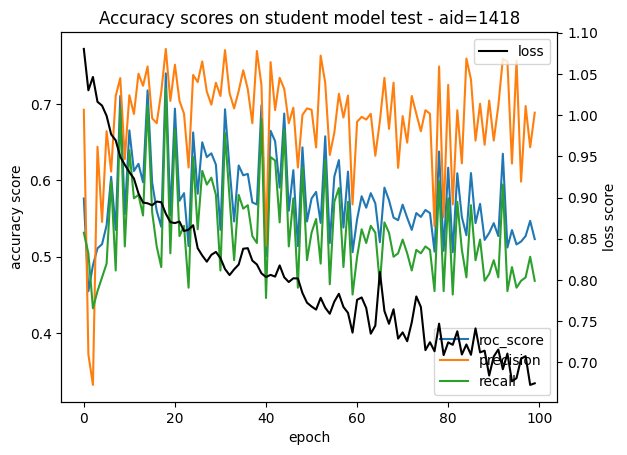 Accuracy scores on student model test - aid=1418
accuracy score
0.7
0.6
0.5
0.4
0
20
40
60
80
100
epoch
1.10
1.05
1.00
0.95
0.90
0.85
0.80
0.75
0.70
loss score
loss
roc_score
precision
recall